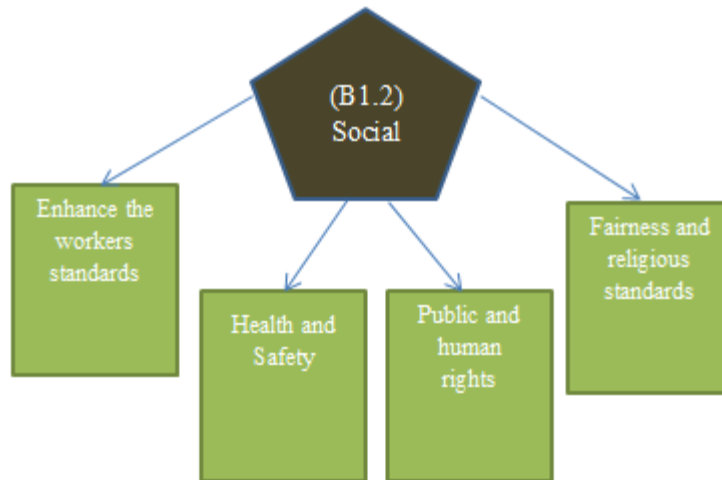 (B1.2)
Social
Enhance the
workers
standards
Health and
Safety
Public and
human
rights
Fairness and
religious
standards